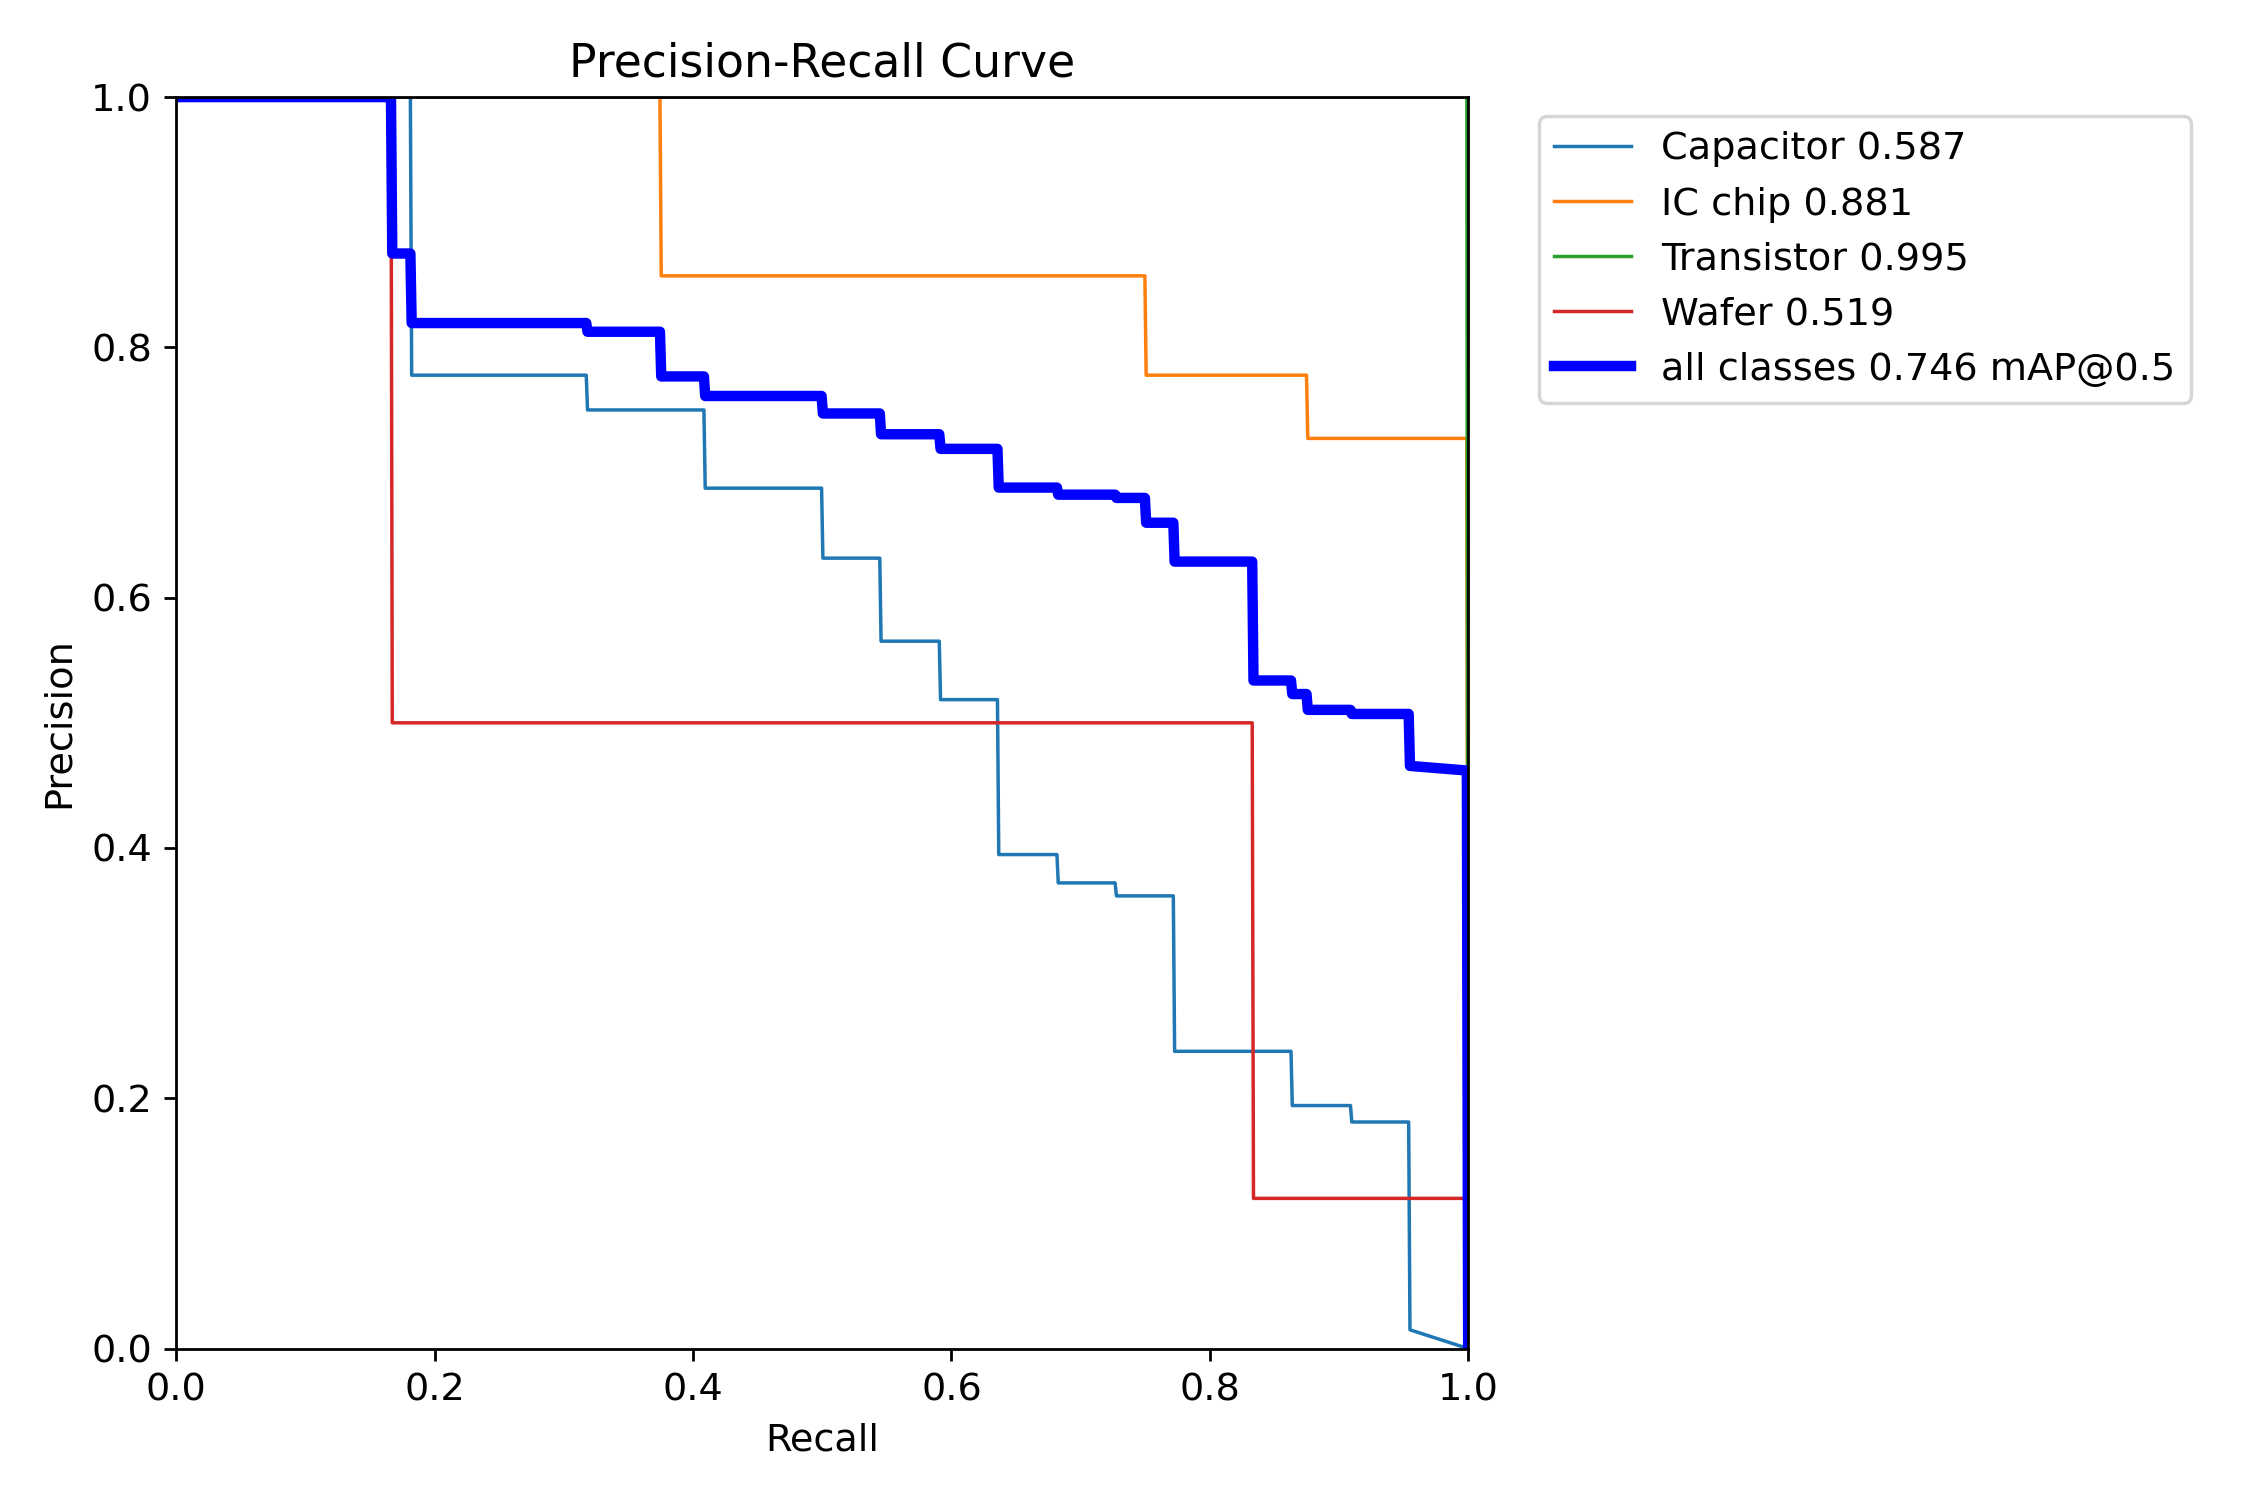 Precision-Recall Curve
1.0
0.8
0.6
0.4
0.2
0.0
Precision
0.0 0.2 0.4 0.6 0.8 1.0
Recall
Capacitor 0.587
IC chip 0.881
Transistor 0.995
Wafer 0.519
all classes 0.746 mAP@0.5